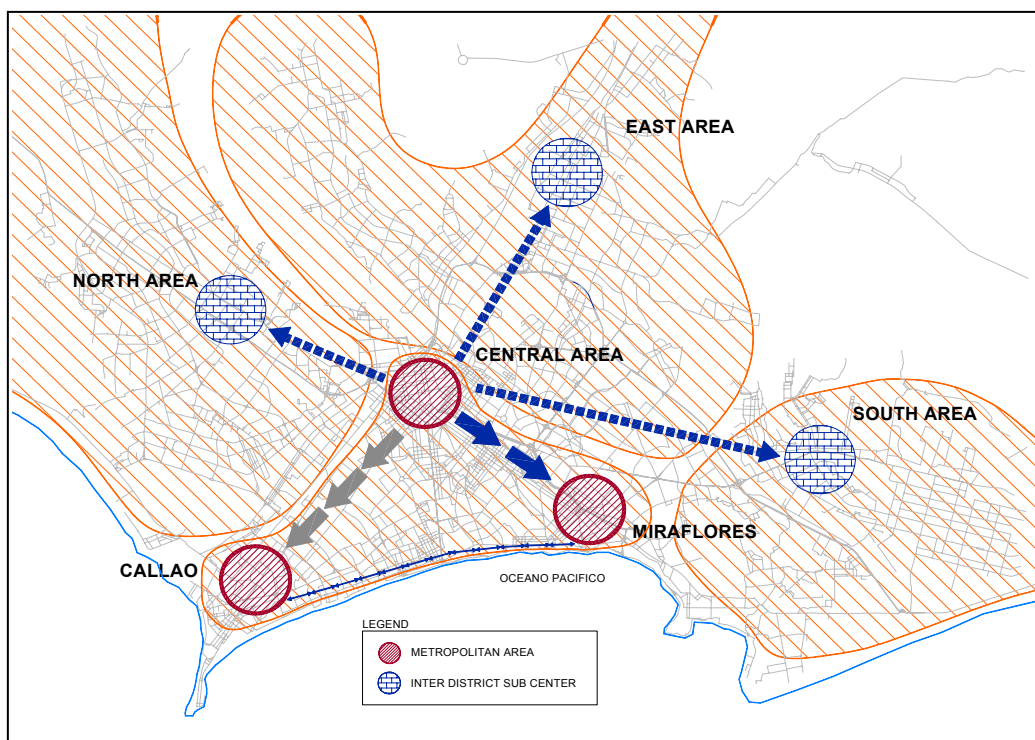 EAST AREA
NORTH AREA
CENTRAL AREA
SOUTH AREA
MIRAFLORES
CALLAO
OCEANO PACIFICO
LEGEND
METROPOLITAN AREA
INTER DISTRICT SUB CENTER